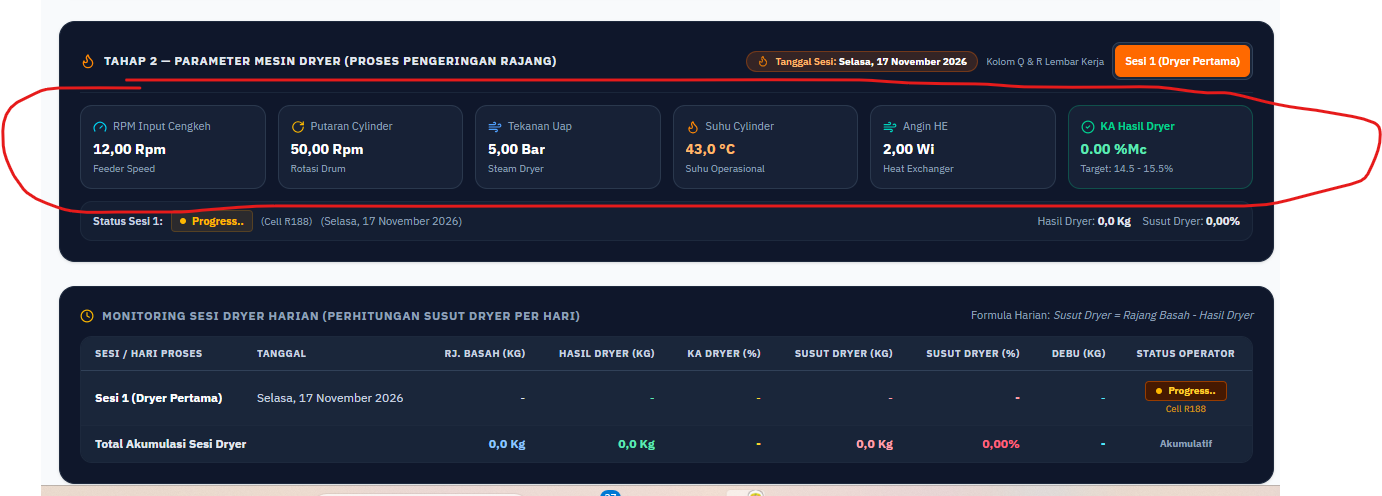 TAHAP 2 — PARAMETER MESIN DRYER (PROSES PENGERINGAN RAJANG)
Tanggal Sesi: Selasa, 17 November 2026
Kolom Q & R Lembar Kerja
Sesi 1 (Dryer Pertama)
RPM Input Cengkeh
12,00 Rpm
Feeder Speed
Putaran Cylinder
50,00 Rpm
Rotasi Drum
Tekanan Uap
5,00 Bar
Steam Dryer
Suhu Cylinder
43,0 °C
Suhu Operasional
Angin HE
2,00 Wi
Heat Exchanger
KA Hasil Dryer
0.00 %Mc
Target: 14.5 - 15.5%
Status Sesi 1: Progress.. (Cell R188) (Selasa, 17 November 2026) Hasil Dryer: 0,0 Kg Susut Dryer: 0,00%
MONITORING SESI DRYER HARIAN (PERHITUNGAN SUSUT DRYER PER HARI)
Formula Harian: Susut Dryer = Rajang Basah - Hasil Dryer
SESI / HARI PROSES TANGGAL RJ. BASAH (KG) HASIL DRYER (KG) KA DRYER (%) SUSUT DRYER (KG) SUSUT DRYER (%) DEBU (KG) STATUS OPERATOR
Sesi 1 (Dryer Pertama) Selasa, 17 November 2026 - - - - - - Progress..
Cell R188
Total Akumulasi Sesi Dryer 0,0 Kg 0,0 Kg - 0,0 Kg 0,00% - Akumulatif